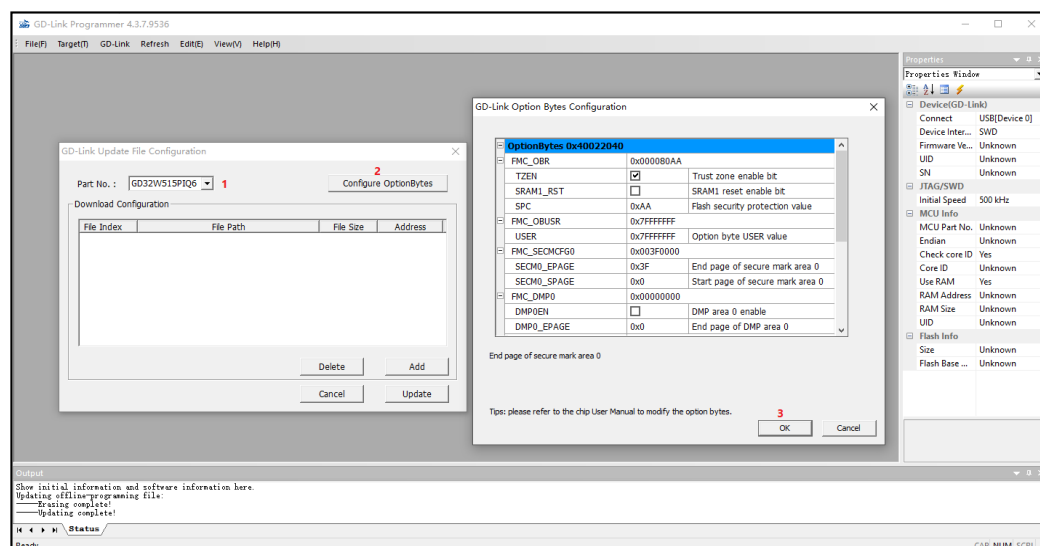 GD-Link Programmer 4.3.7.9536
File(F) Target(T) GD-Link Refresh Edit(E) View(V) Help(H)
GD-Link Update File Configuration
2
Part No. : GD32W515PIQ6 1 Configure OptionBytes
Download Configuration
File Index File Path File Size Address
Delete Add
Cancel Update
GD-Link Option Bytes Configuration
OptionBytes 0x40022040
FMC_OBR 0x000080AA
TZEN Trust zone enable bit
SRAM1_RST SRAM1 reset enable bit
SPC 0xAA Flash security protection value
FMC_OBUSR 0x7FFFFFFF
USER 0x7FFFFFFF Option byte USER value
FMC_SECMCFG0 0x003F0000
SECM0_EPAGE 0x3F End page of secure mark area 0
SECM0_SPAGE 0x0 Start page of secure mark area 0
FMC_DMP0 0x00000000
DMP0EN DMP area 0 enable
DMP0_EPAGE 0x0 End page of DMP area 0
End page of secure mark area 0
Tips: please refer to the chip User Manual to modify the option bytes.
3
OK Cancel
Properties
Properties Window
Device(GD-Link)
Connect USB[Device 0]
Device Inter... SWD
Firmware Ve... Unknown
UID Unknown
SN Unknown
JTAG/SWD
Initial Speed 500 kHz
MCU Info
MCU Part No. Unknown
Endian Unknown
Check core ID Yes
Core ID Unknown
Use RAM Yes
RAM Address Unknown
RAM Size Unknown
UID Unknown
Flash Info
Size Unknown
Flash Base ... Unknown
Output
Show initial information and software information here.
Updating offline-programing file:
——Erasing complete!
——Updating complete!
Status
Ready CAP NUM SCRL